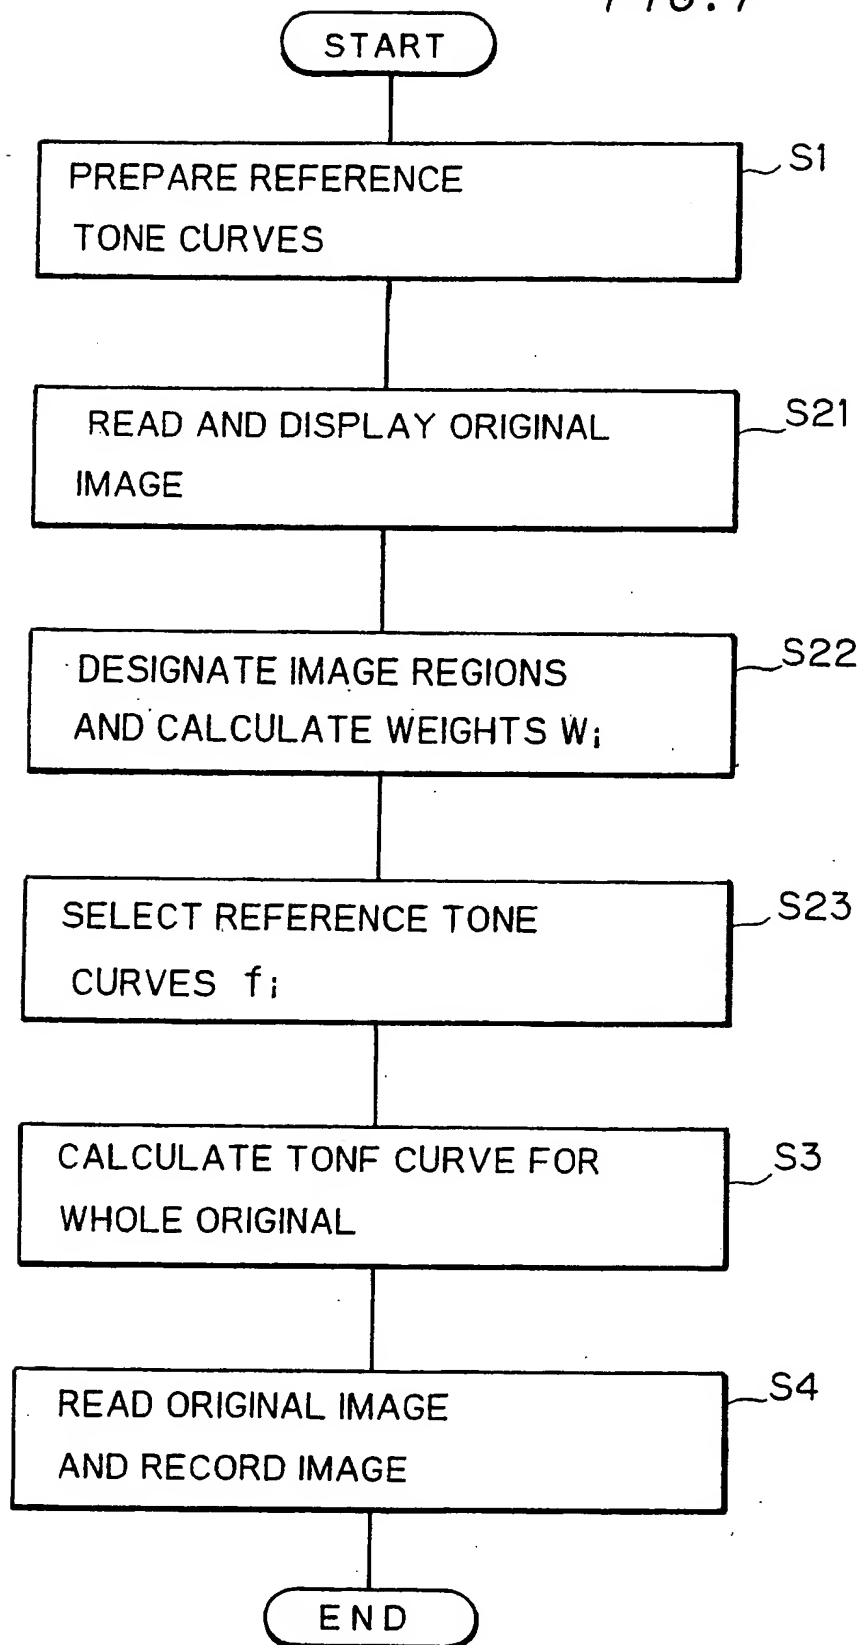 START
PREPARE REFERENCE
TONE CURVES
S1
READ AND DISPLAY ORIGINAL
IMAGE
S21
DESIGNATE IMAGE REGIONS
AND CALCULATE WEIGHTS Wi
S22
SELECT REFERENCE TONE
CURVES fi
S23
CALCULATE TONF CURVE FOR
WHOLE ORIGINAL
S3
READ ORIGINAL IMAGE
AND RECORD IMAGE
S4
END